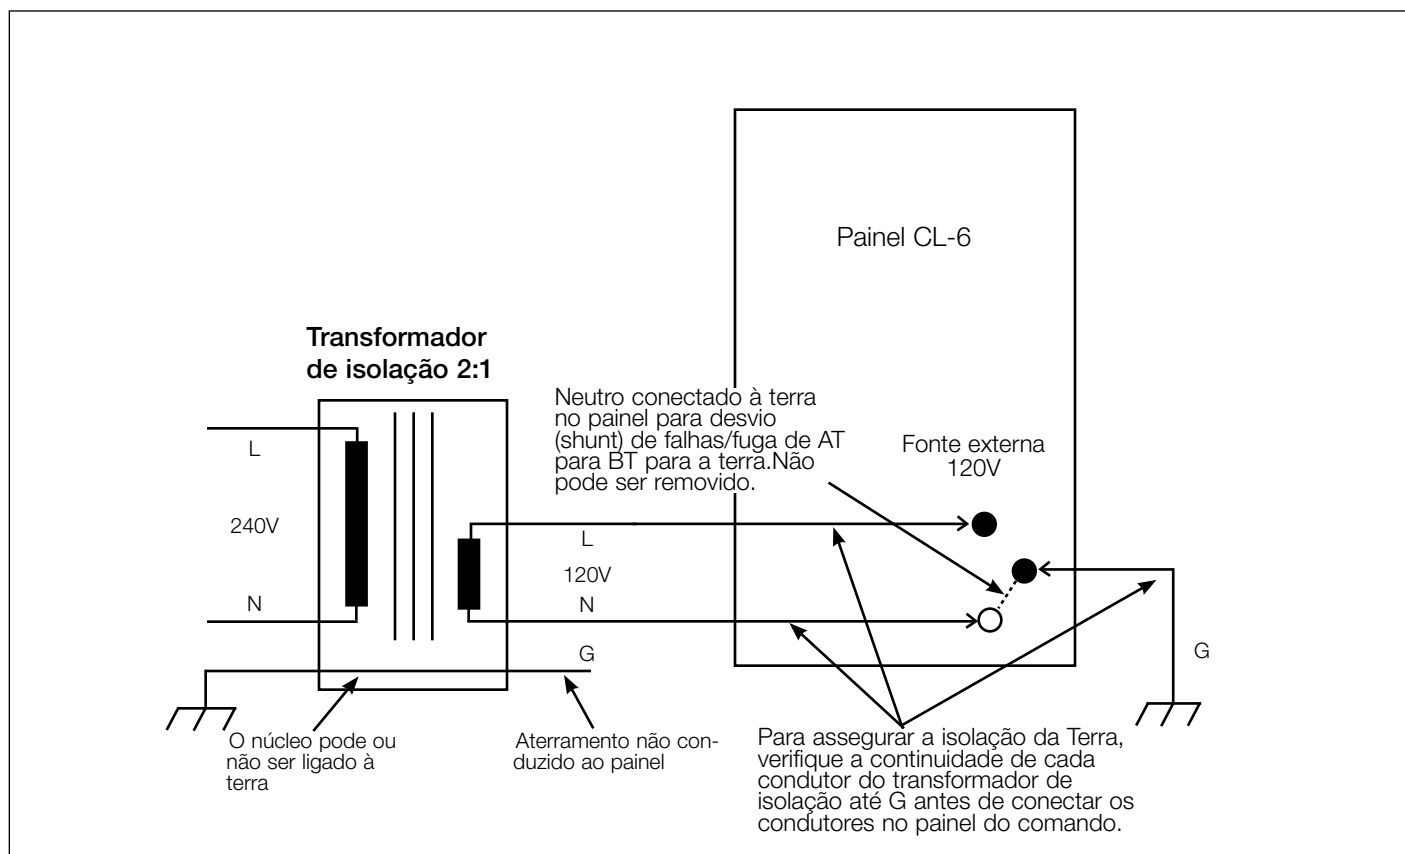 Painel CL-6
Transformador
de isolação 2:1
Neutro conectado à terra
no painel para desvio
(shunt) de falhas/fuga de AT
para BT para a terra.Não
pode ser removido.
Fonte externa
120V
L
240V
N
L
120V
N
G
G
O núcleo pode ou
não ser ligado à
terra
Aterramento não con-
duzido ao painel
Para assegurar a isolação da Terra,
verifique a continuidade de cada
condutor do transformador de
isolação até G antes de conectar os
condutores no painel do comando.